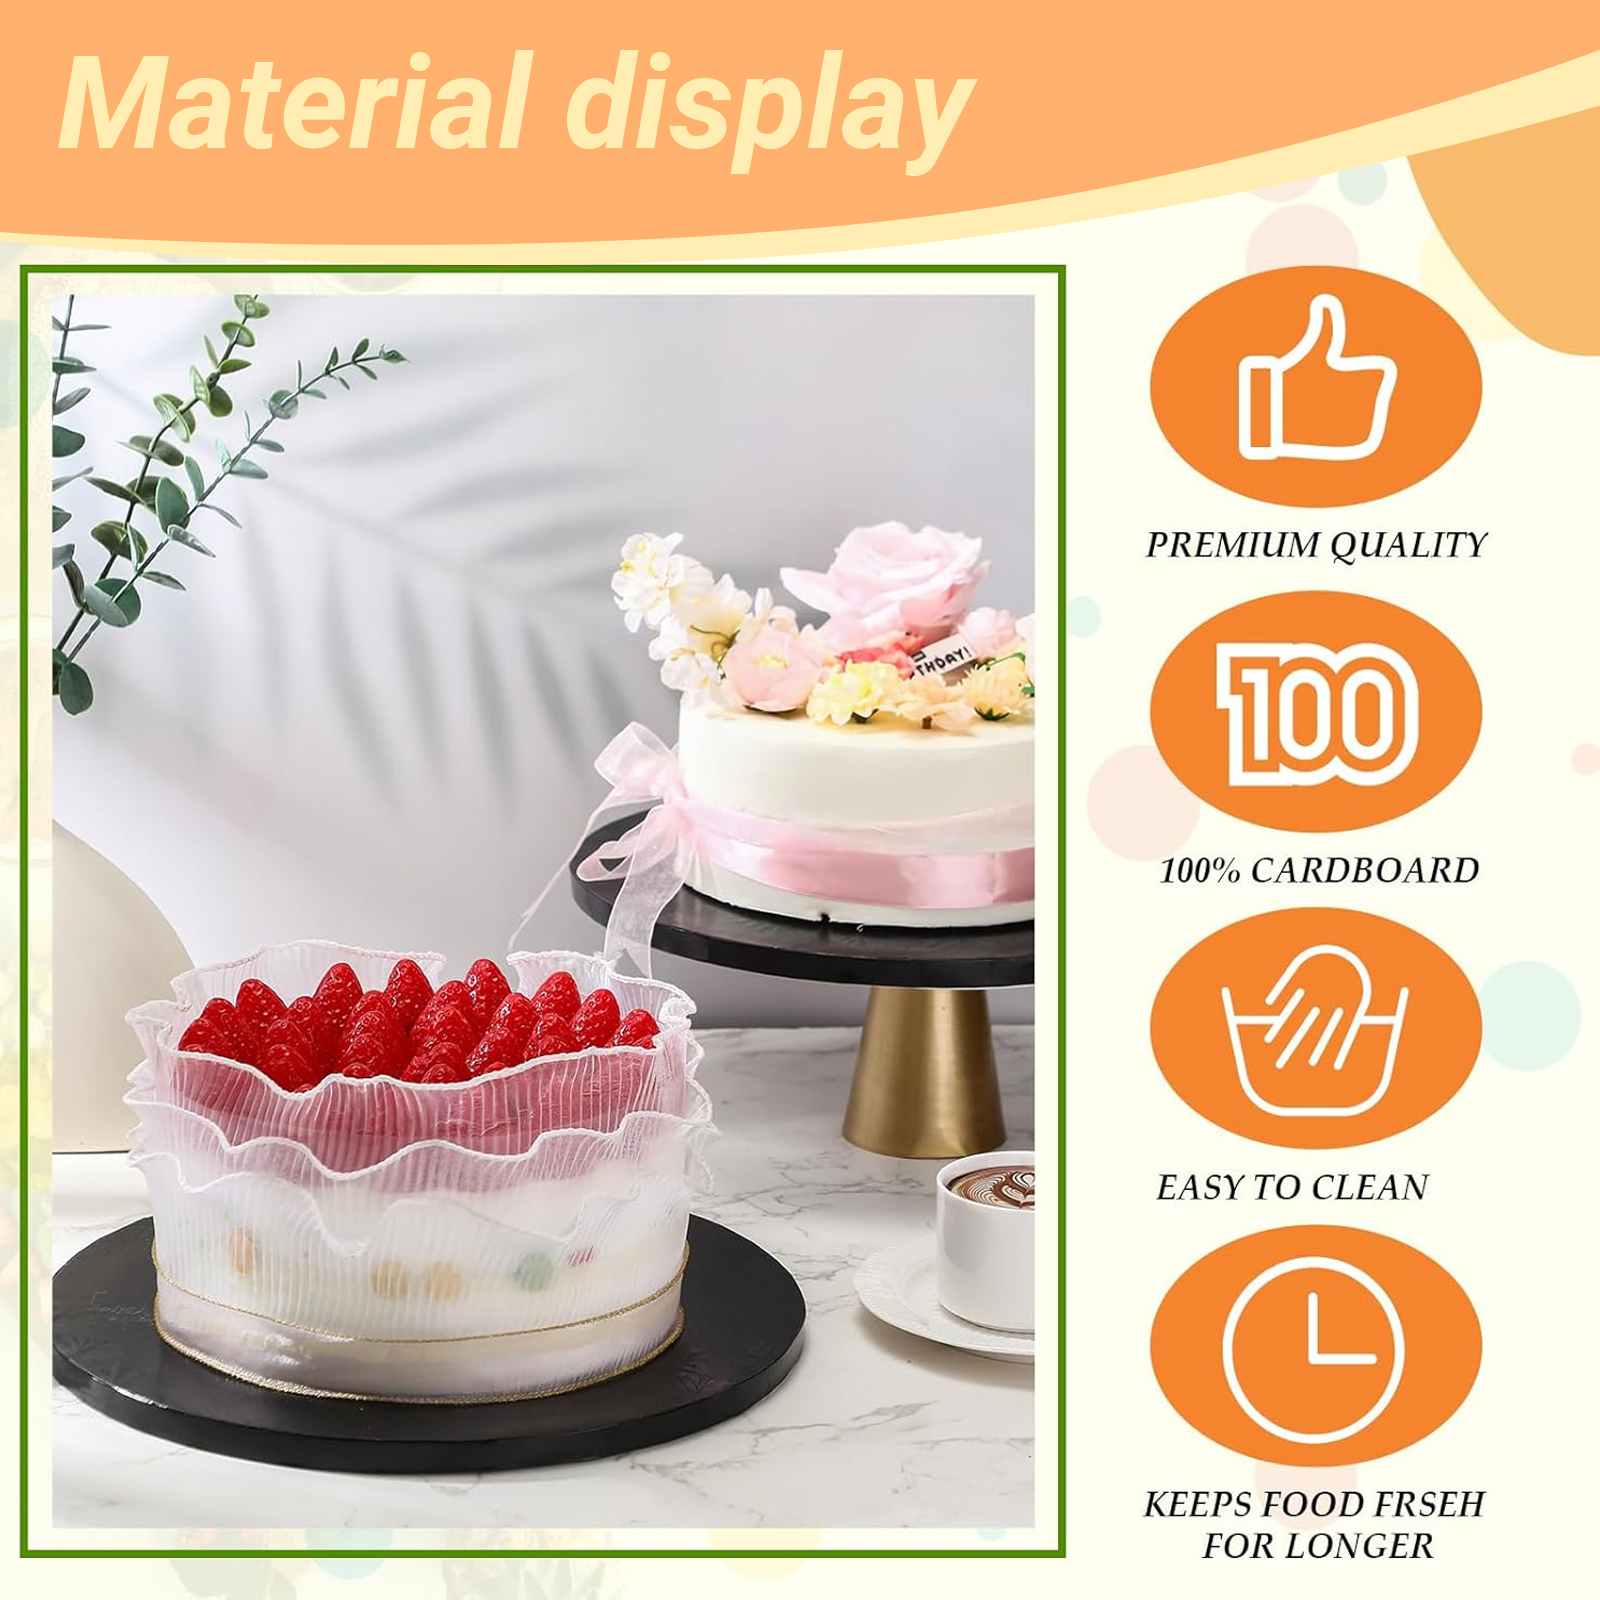 Material display
THDAY!
PREMIUM QUALITY
100
100% CARDBOARD
EASY TO CLEAN
KEEPS FOOD FRSEH
FOR LONGER